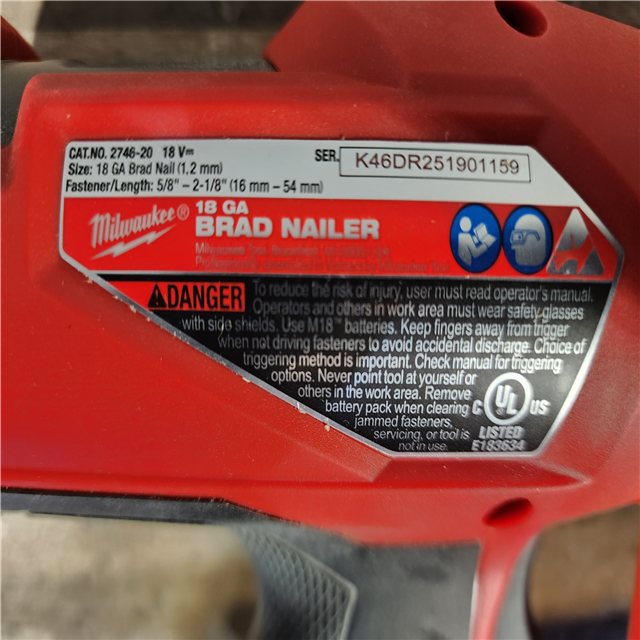 CAT.NO. 2746-20 18 V⎓
SER. K46DR251901159
Size: 18 GA Brad Nail (1,2 mm)
Fastener/Length: 5/8" – 2-1/8" (16 mm – 54 mm)
Milwaukee®
18 GA
BRAD NAILER
DANGER
To reduce the risk of injury, user must read operator's manual.
Operators and others in work area must wear safety glasses
with side shields. Use M18™ batteries. Keep fingers away from trigger
when not driving fasteners to avoid accidental discharge. Choice of
triggering method is important. Check manual for triggering
options. Never point tool at yourself or
others in the work area. Remove
battery pack when clearing
jammed fasteners,
servicing, or tool is
not in use.
C UL US
LISTED
E183634